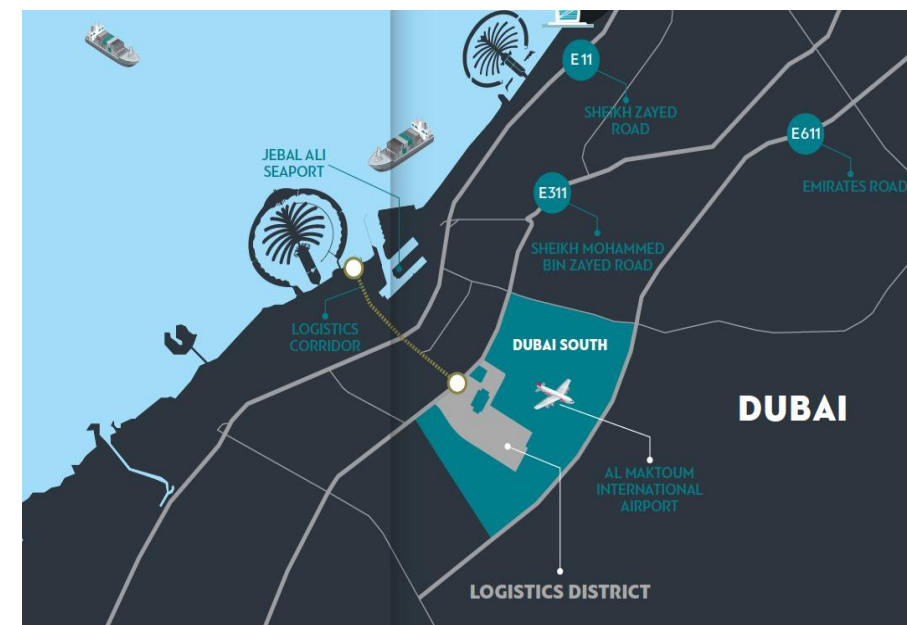 E11
SHEIKH ZAYED
ROAD
E611
EMIRATES ROAD
JEBAL ALI
SEAPORT
E311
SHEIKH MOHAMMED
BIN ZAYED ROAD
LOGISTICS
CORRIDOR
DUBAI SOUTH
DUBAI
AL MAKTOUM
INTERNATIONAL
AIRPORT
LOGISTICS DISTRICT